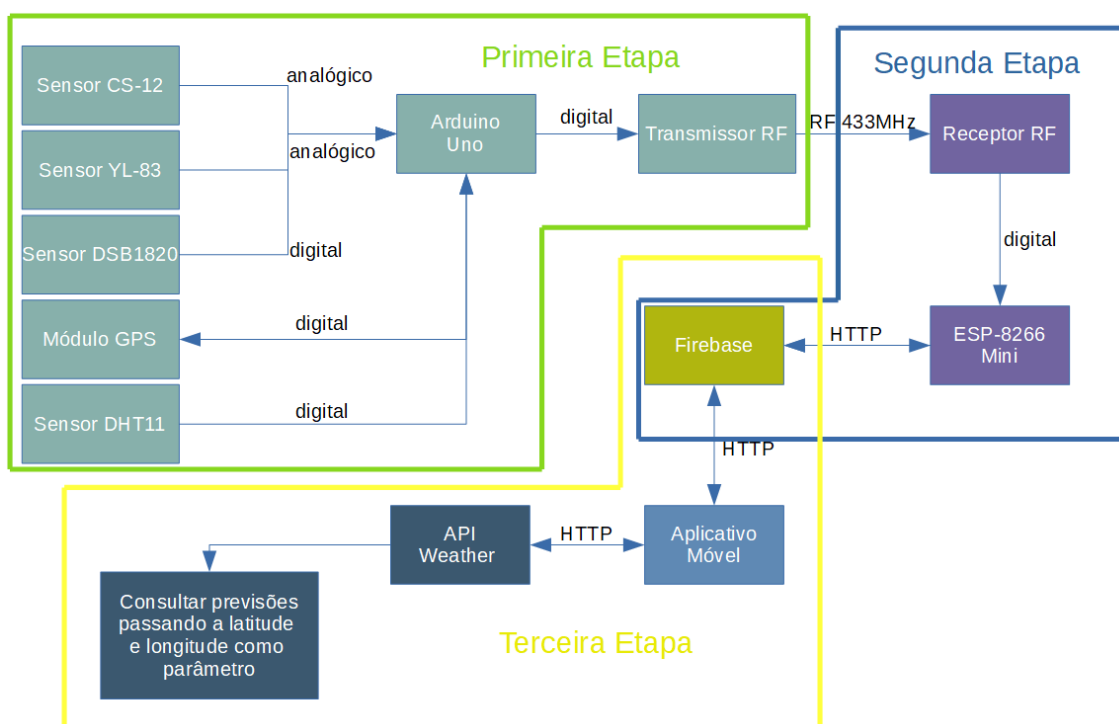 Primeira Etapa
Segunda Etapa
Sensor CS-12
analógico
Sensor YL-83
analógico
Sensor DSB1820
digital
Módulo GPS
digital
Sensor DHT11
digital
Arduino
Uno
digital
Transmissor RF
RF 433MHz
Receptor RF
digital
ESP-8266
Mini
HTTP
Firebase
HTTP
Aplicativo
Móvel
HTTP
API
Weather
Consultar previsões
passando a latitude
e longitude como
parâmetro
Terceira Etapa